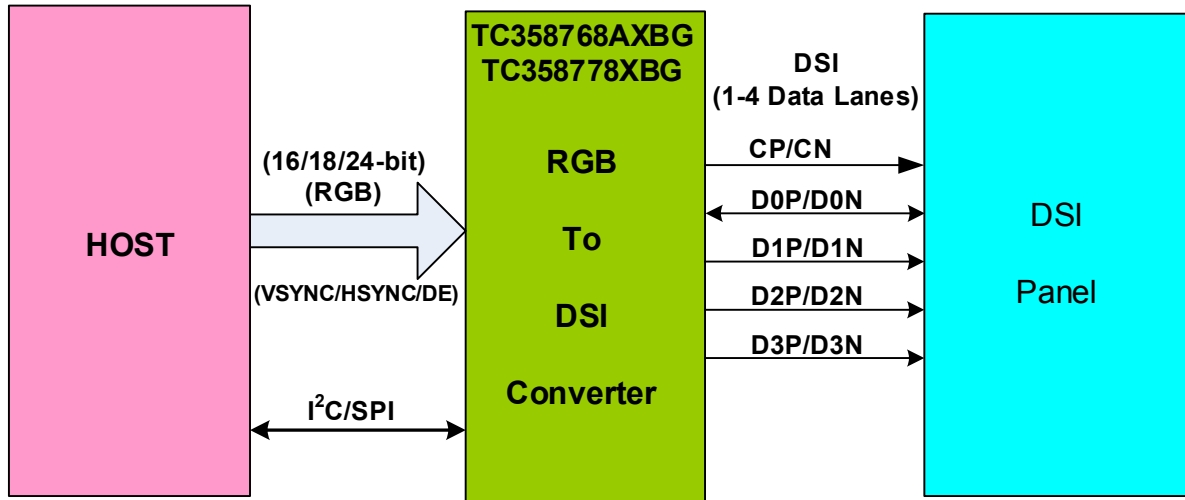 HOST
(16/18/24-bit)
(RGB)
(VSYNC/HSYNC/DE)
I²C/SPI
TC358768AXBG
TC358778XBG
RGB
To
DSI
Converter
DSI
(1-4 Data Lanes)
CP/CN
D0P/D0N
D1P/D1N
D2P/D2N
D3P/D3N
DSI
Panel